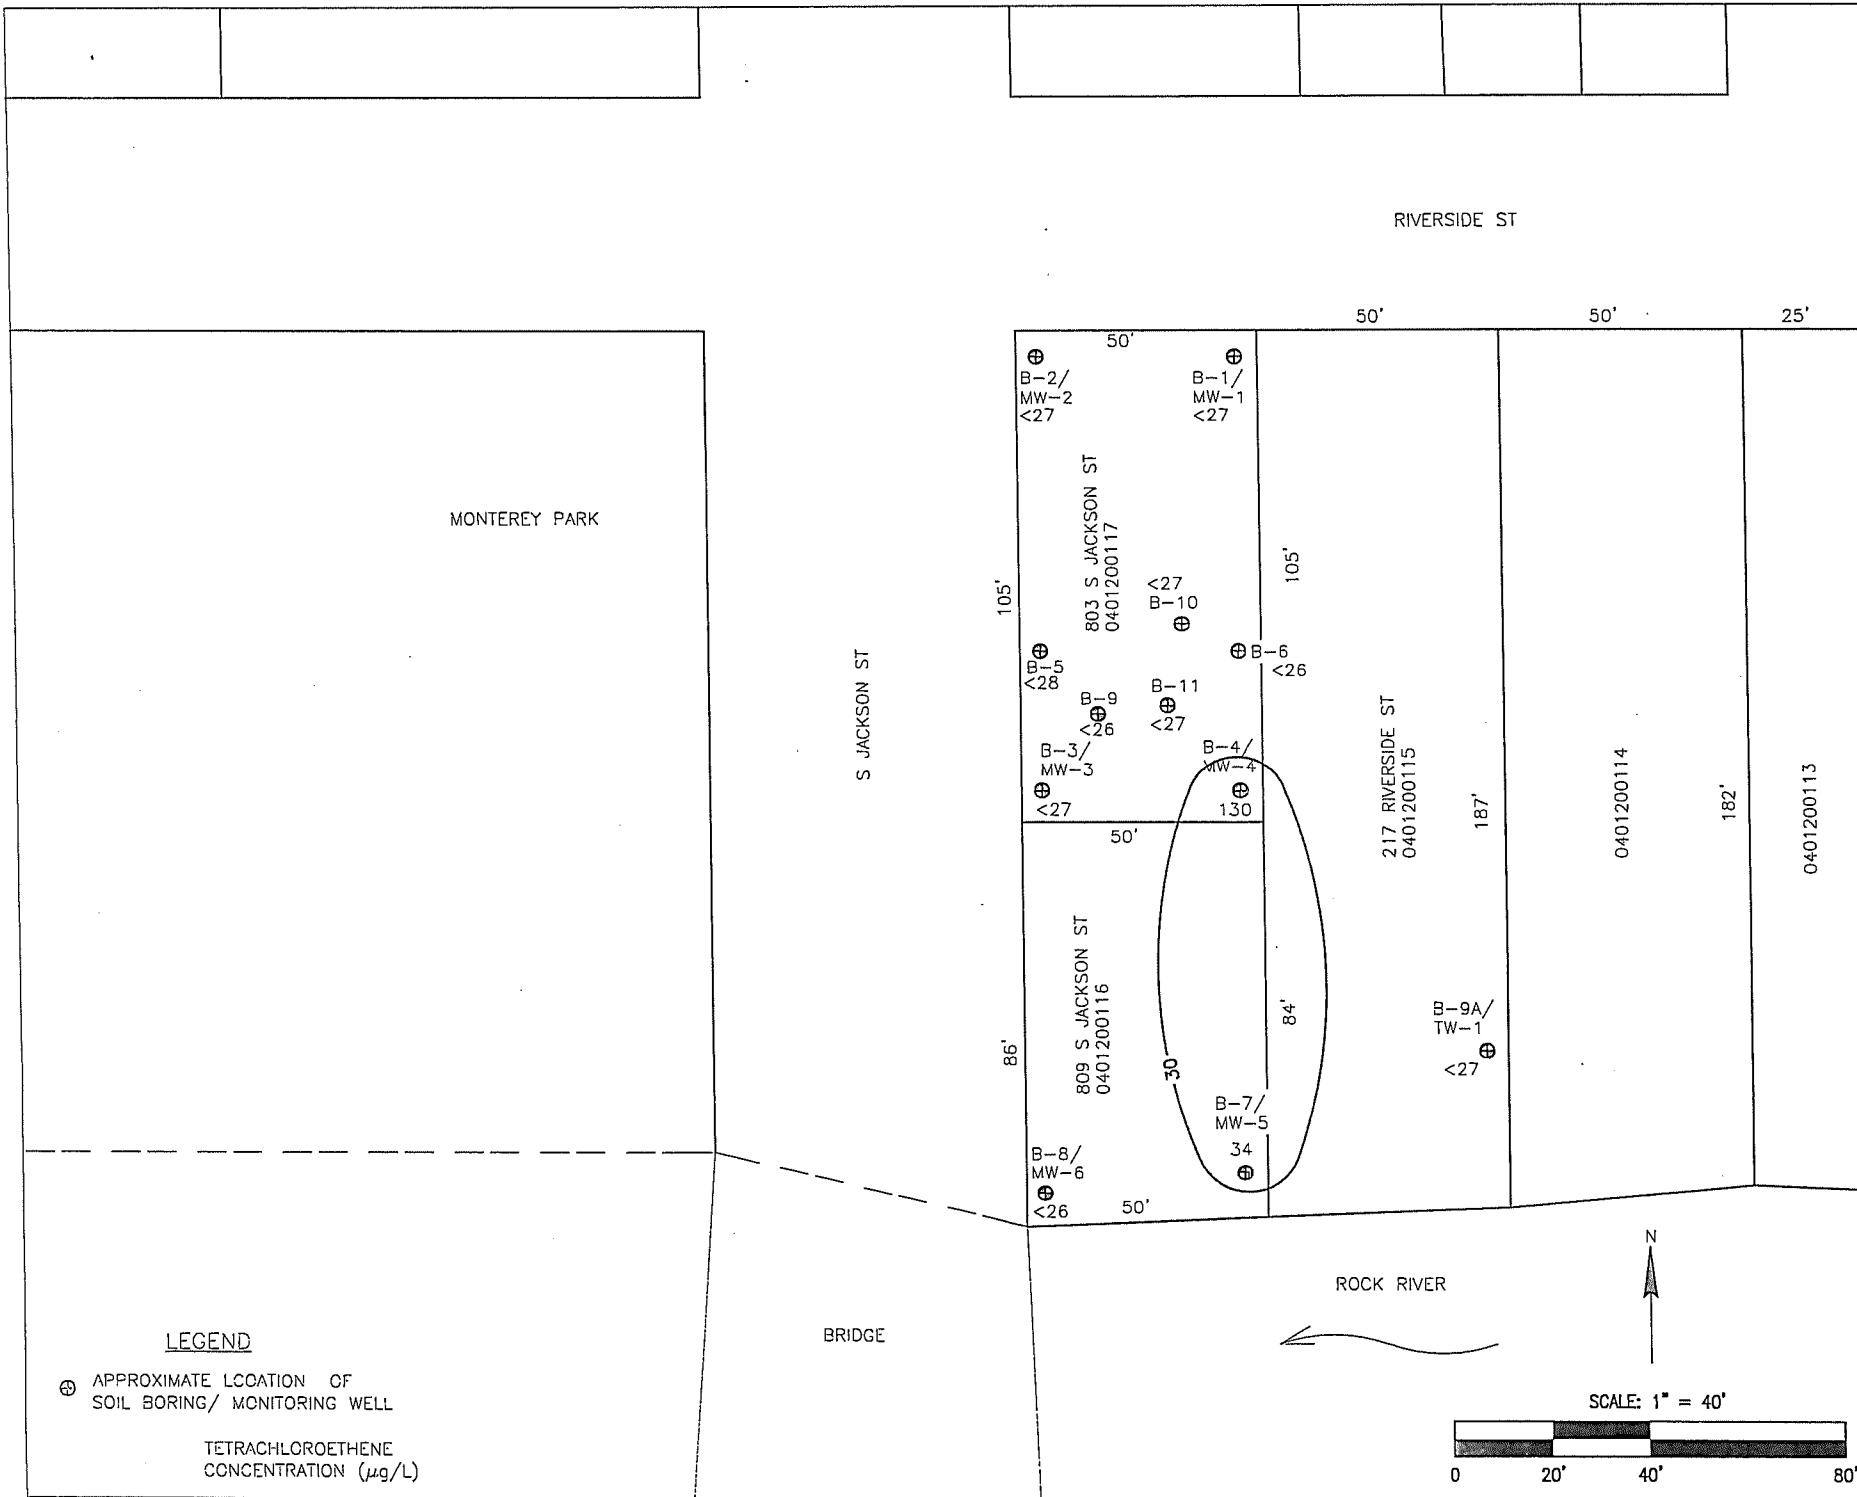 RIVERSIDE ST
50'
50'
25'
50'
B-2/
MW-2
<27
B-1/
MW-1
<27
MONTEREY PARK
803 S JACKSON ST
0401200117
105'
105'
<27
B-10
B-5
<28
B-6
<26
S JACKSON ST
B-9
<26
B-11
<27
B-3/
MW-3
<27
B-4/
MW-4
130
50'
217 RIVERSIDE ST
0401200115
187'
0401200114
182'
0401200113
809 S JACKSON ST
0401200116
86'
84'
30
B-9A/
TW-1
<27
B-7/
MW-5
34
B-8/
MW-6
<26
50'
N
ROCK RIVER
BRIDGE
LEGEND
APPROXIMATE LOCATION OF
SOIL BORING/ MONITORING WELL
TETRACHLOROETHENE
CONCENTRATION (µg/L)
SCALE: 1" = 40'
0 20' 40' 80'